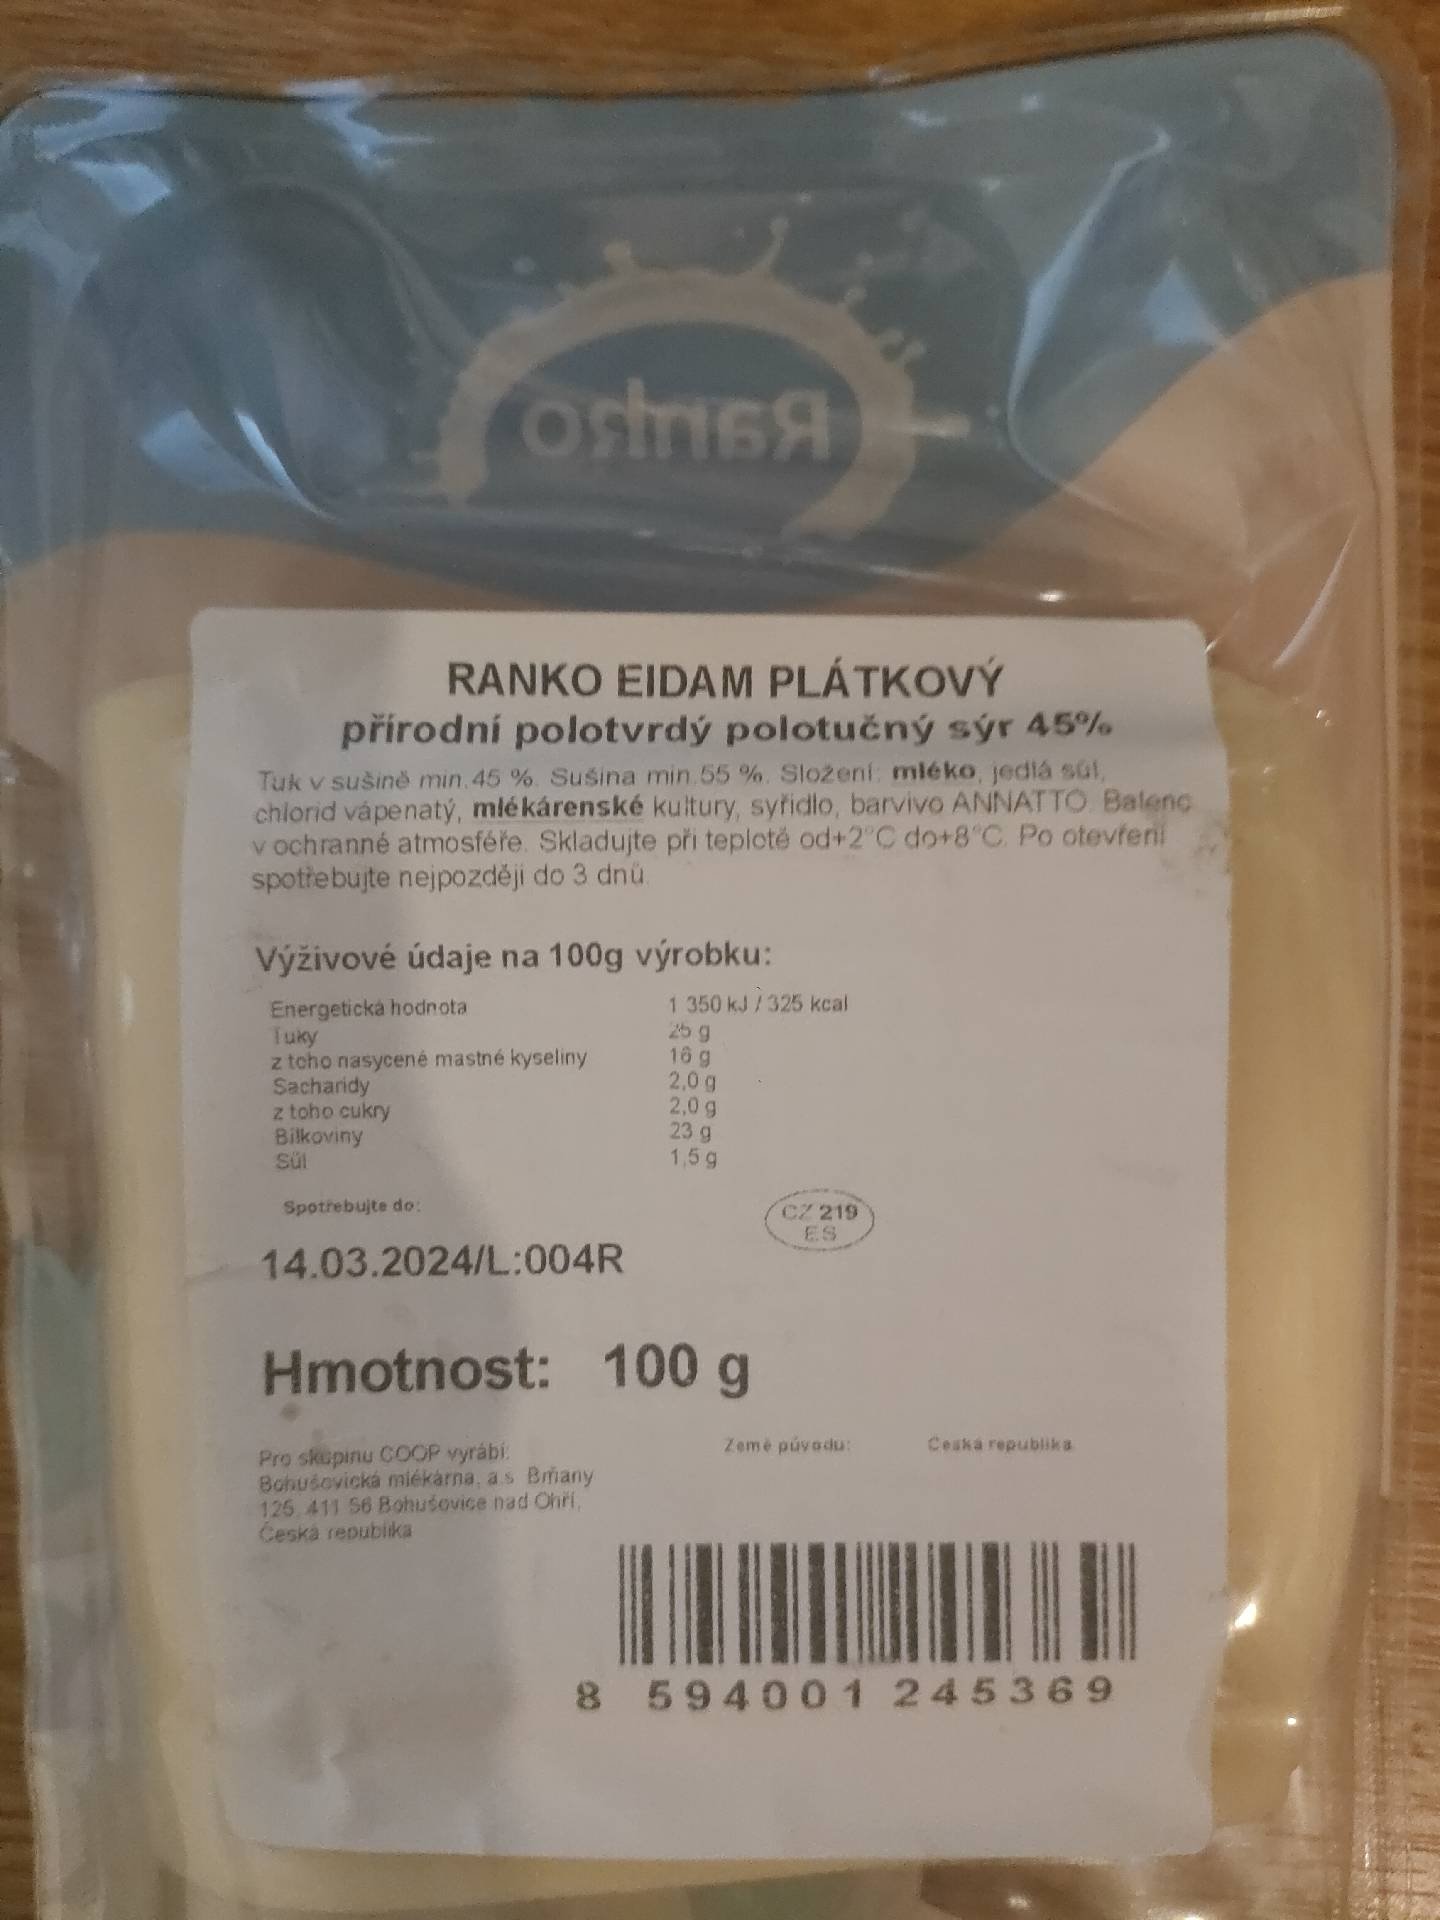 Ranko
RANKO EIDAM PLÁTKOVÝ
přírodní polotvrdý polotučný sýr 45%
Tuk v sušině min.45 %. Sušina min.55 %. Složení: mléko, jedlá sůl,
chlorid vápenatý, mlékárenské kultury, syřidlo, barvivo ANNATTO. Baleno
v ochranné atmosféře. Skladujte při teplotě od+2°C do+8°C. Po otevření
spotřebujte nejpozději do 3 dnů.
Výživové údaje na 100g výrobku:
Energetická hodnota 1 350 kJ / 325 kcal
Tuky 25 g
z toho nasycené mastné kyseliny 16 g
Sacharidy 2,0 g
z toho cukry 2,0 g
Bílkoviny 23 g
Sůl 1,5 g
Spotřebujte do:
CZ 219
ES
14.03.2024/L:004R
Hmotnost: 100 g
Země původu: Česká republika
Pro skupinu COOP vyrábí:
Bohušovická mlékárna, a.s Brňany
125, 411 56 Bohušovice nad Ohří,
Česká republika
8 594001 245369